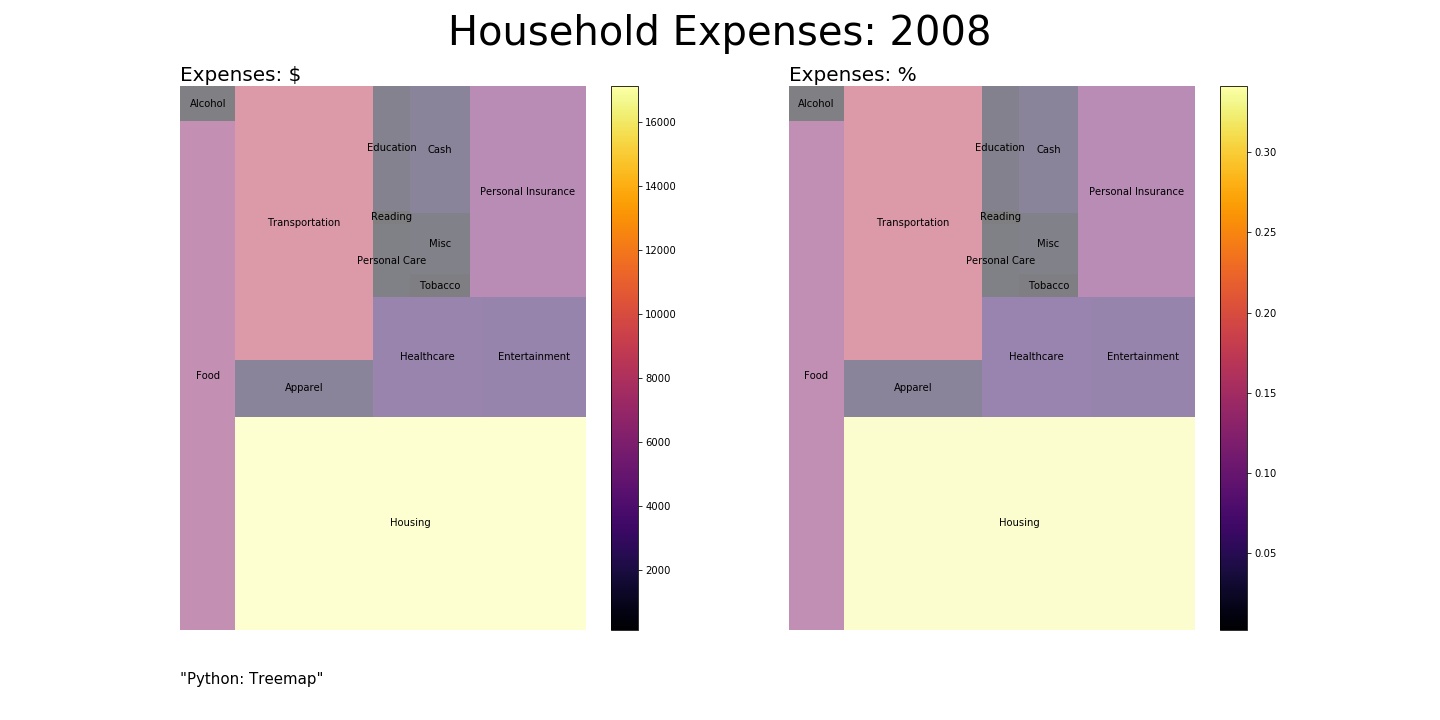 Household Expenses: 2008
Expenses: $
Alcohol
Education
Cash
Personal Insurance
Transportation
Reading
Misc
Personal Care
Tobacco
Food
Healthcare
Entertainment
Apparel
Housing
16000
14000
12000
10000
8000
6000
4000
2000
Expenses: %
Alcohol
Education
Cash
Personal Insurance
Transportation
Reading
Misc
Personal Care
Tobacco
Food
Healthcare
Entertainment
Apparel
Housing
0.30
0.25
0.20
0.15
0.10
0.05
"Python: Treemap"